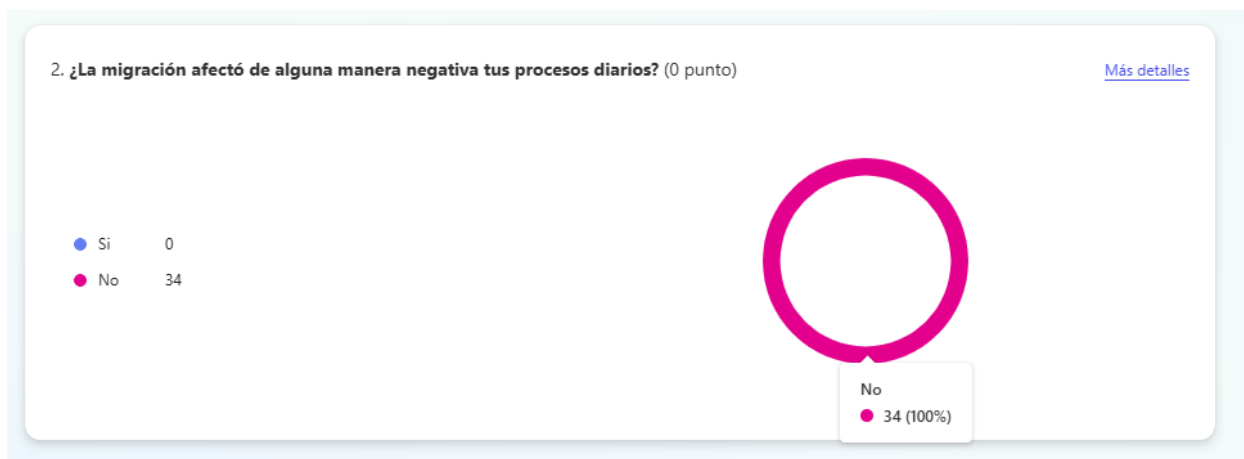 2. ¿La migración afectó de alguna manera negativa tus procesos diarios? (0 punto)
Más detalles
Si 0
No 34
No
34 (100%)